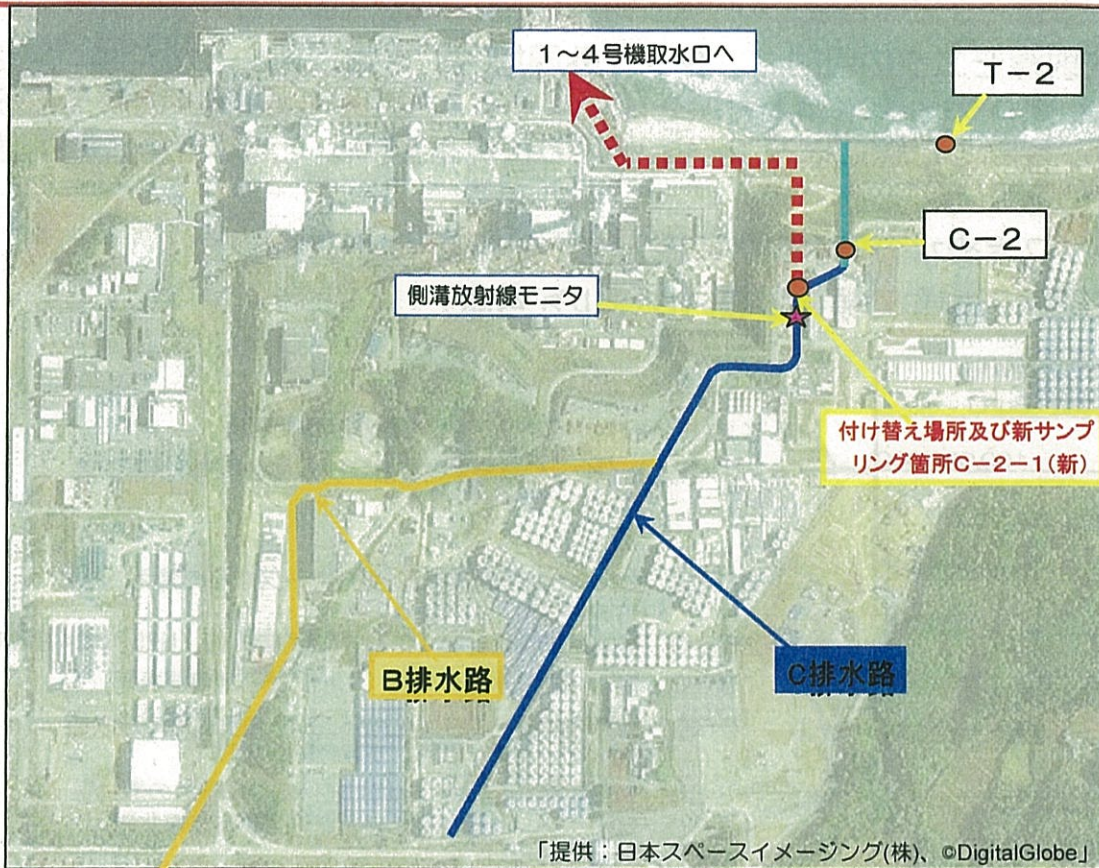 1～4号機取水口へ
T－2
C－2
側溝放射線モニタ
付け替え場所及び新サンプ
リング箇所C－2－1(新)
B排水路
C排水路
「提供：日本スペースイメージング(株)、©DigitalGlobe」